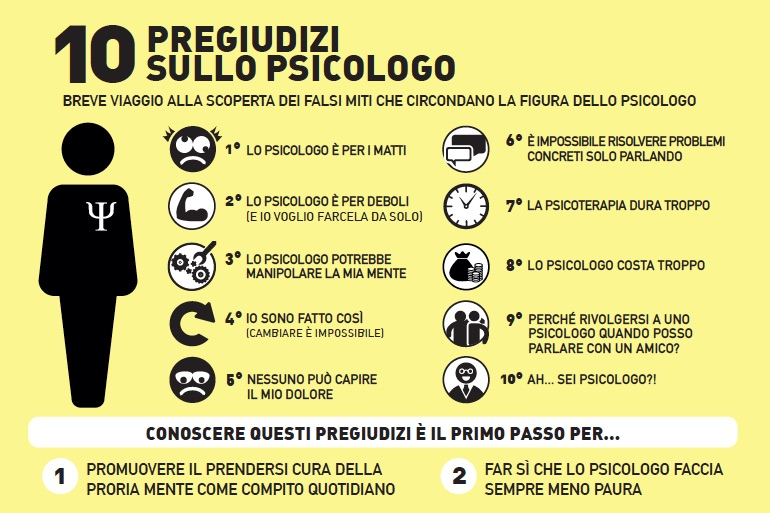 10 PREGIUDIZI
SULLO PSICOLOGO
BREVE VIAGGIO ALLA SCOPERTA DEI FALSI MITI CHE CIRCONDANO LA FIGURA DELLO PSICOLOGO
Ψ
1° LO PSICOLOGO È PER I MATTI
2° LO PSICOLOGO È PER DEBOLI
(E IO VOGLIO FARCELA DA SOLO)
3° LO PSICOLOGO POTREBBE
MANIPOLARE LA MIA MENTE
4° IO SONO FATTO COSÌ
(CAMBIARE È IMPOSSIBILE)
5° NESSUNO PUÒ CAPIRE
IL MIO DOLORE
6° È IMPOSSIBILE RISOLVERE PROBLEMI
CONCRETI SOLO PARLANDO
7° LA PSICOTERAPIA DURA TROPPO
8° LO PSICOLOGO COSTA TROPPO
9° PERCHÉ RIVOLGERSI A UNO
PSICOLOGO QUANDO POSSO
PARLARE CON UN AMICO?
10° AH... SEI PSICOLOGO?!
CONOSCERE QUESTI PREGIUDIZI È IL PRIMO PASSO PER...
1 PROMUOVERE IL PRENDERSI CURA DELLA
PRORIA MENTE COME COMPITO QUOTIDIANO
2 FAR SÌ CHE LO PSICOLOGO FACCIA
SEMPRE MENO PAURA